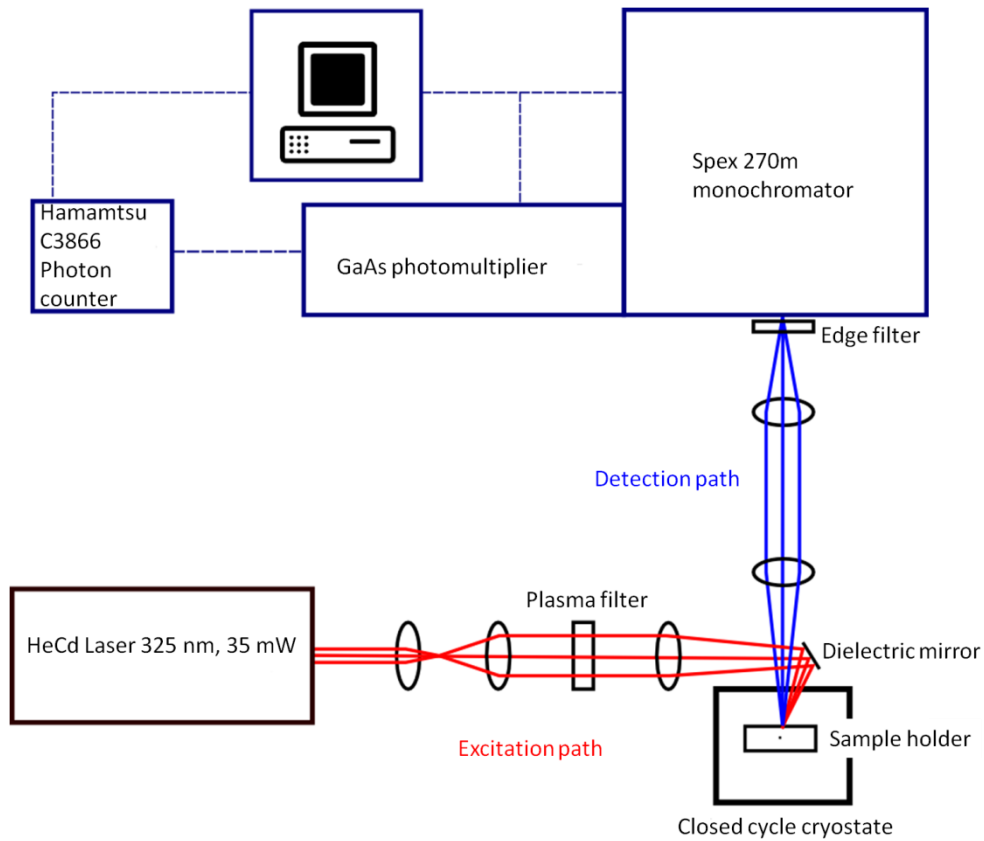 Spex 270m
monochromator
Hamamtsu
C3866
Photon
counter
GaAs photomultiplier
Edge filter
Detection path
Plasma filter
HeCd Laser 325 nm, 35 mW
Dielectric mirror
Excitation path
Sample holder
Closed cycle cryostate